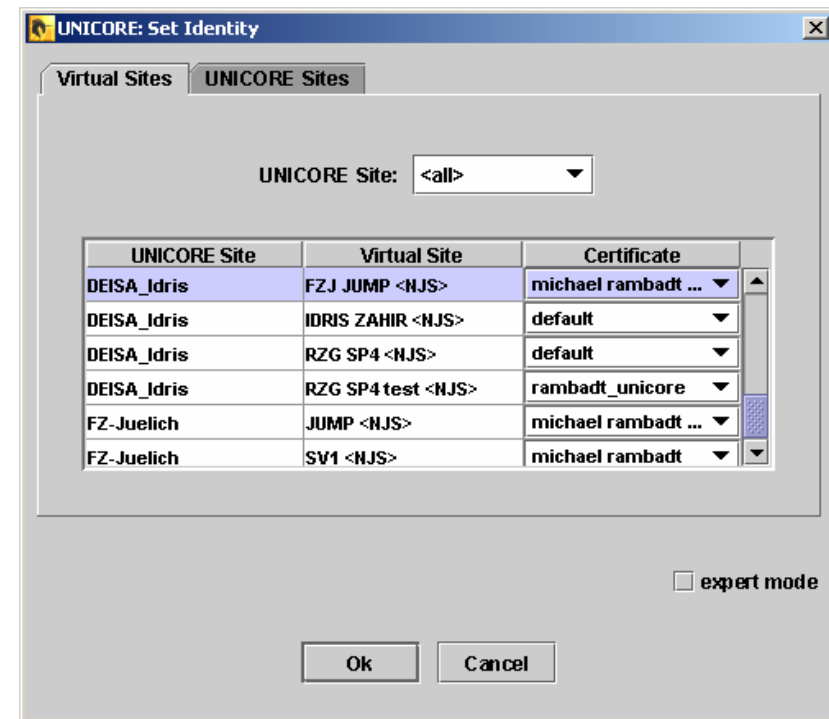 UNICORE: Set Identity
Virtual Sites UNICORE Sites
UNICORE Site: <all>
UNICORE Site Virtual Site Certificate
DEISA_Idris FZJ JUMP <NJS> michael rambadt ...
DEISA_Idris IDRIS ZAHIR <NJS> default
DEISA_Idris RZG SP4 <NJS> default
DEISA_Idris RZG SP4 test <NJS> rambadt_unicore
FZ-Juelich JUMP <NJS> michael rambadt ...
FZ-Juelich SV1 <NJS> michael rambadt
expert mode
Ok Cancel